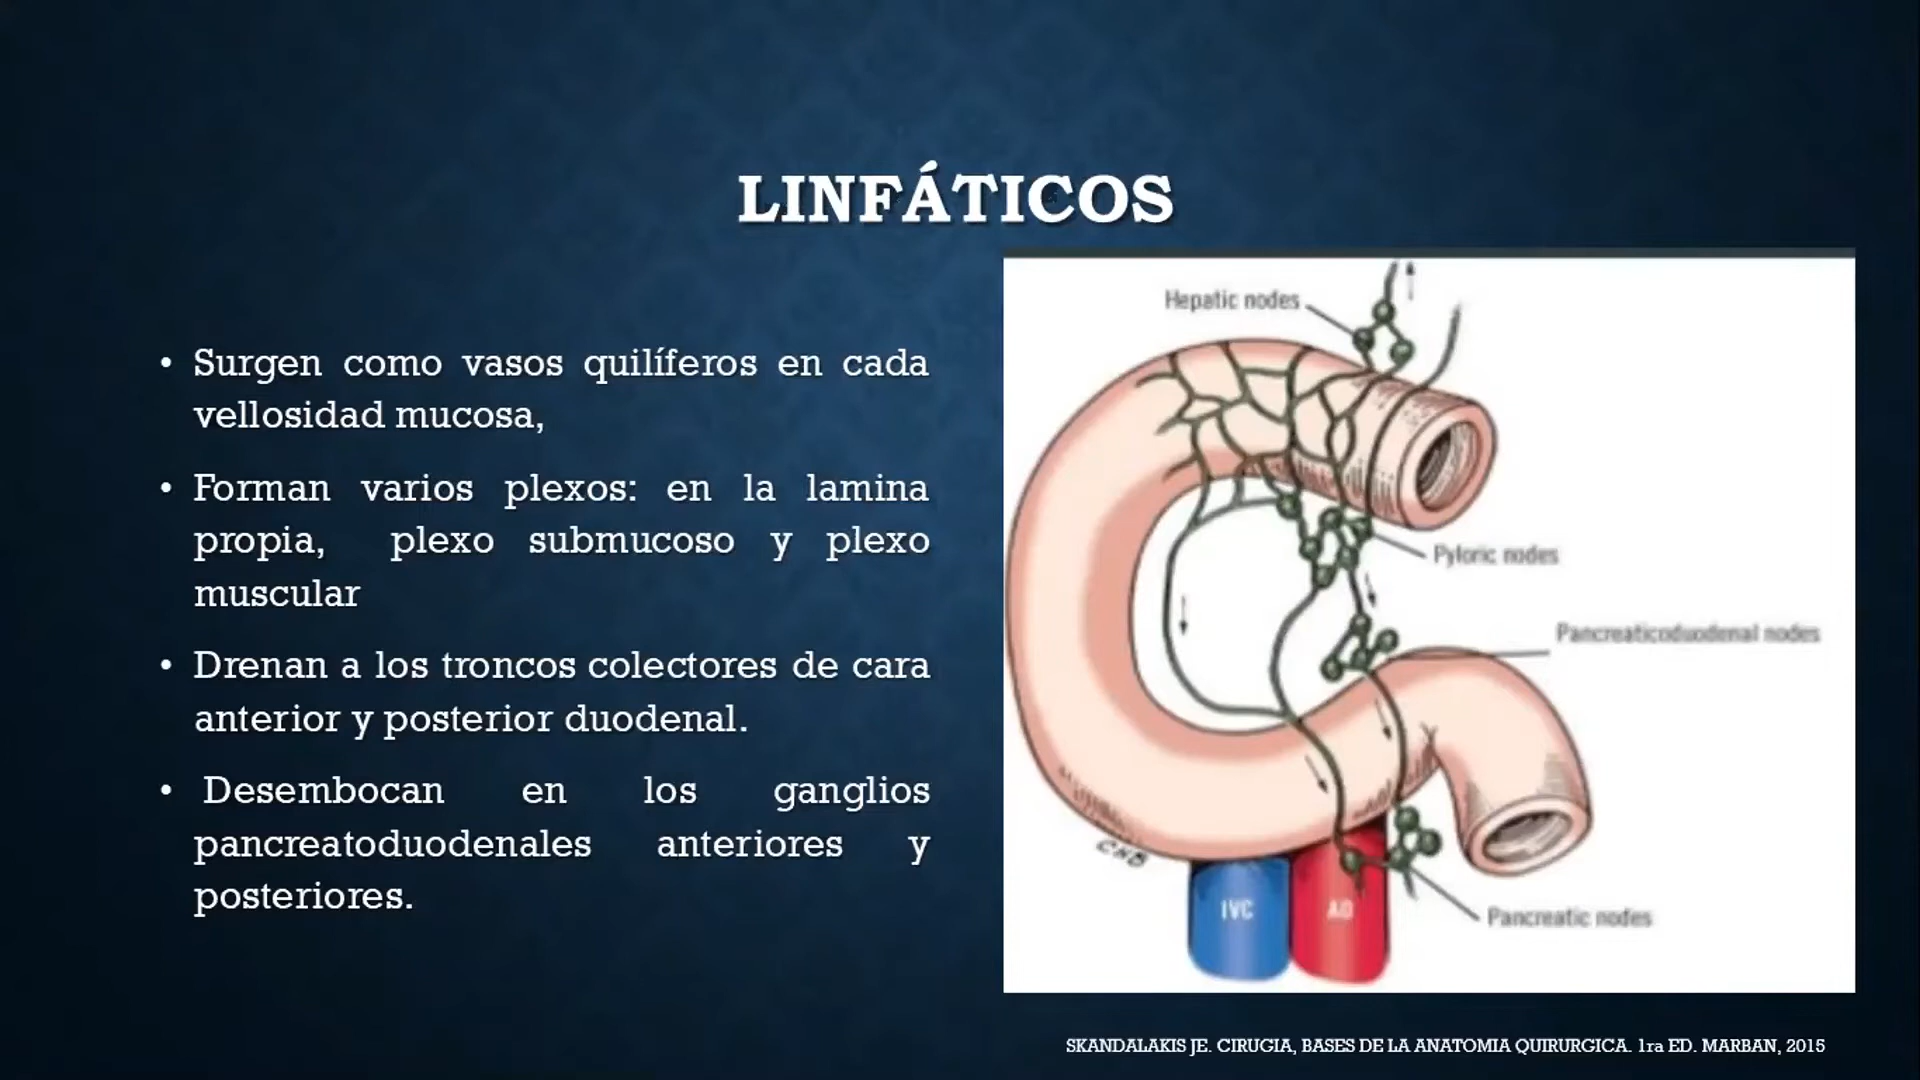 LINFÁTICOS
• Surgen como vasos quilíferos en cada
vellosidad mucosa,
• Forman varios plexos: en la lamina
propia, plexo submucoso y plexo
muscular
• Drenan a los troncos colectores de cara
anterior y posterior duodenal.
• Desembocan en los ganglios
pancreatoduodenales anteriores y
posteriores.
Hepatic nodes
Pyloric nodes
Pancreaticoduodenal nodes
CHB
IVC
AO
Pancreatic nodes
SKANDALAKIS JE. CIRUGIA, BASES DE LA ANATOMIA QUIRURGICA. 1ra ED. MARBAN, 2015